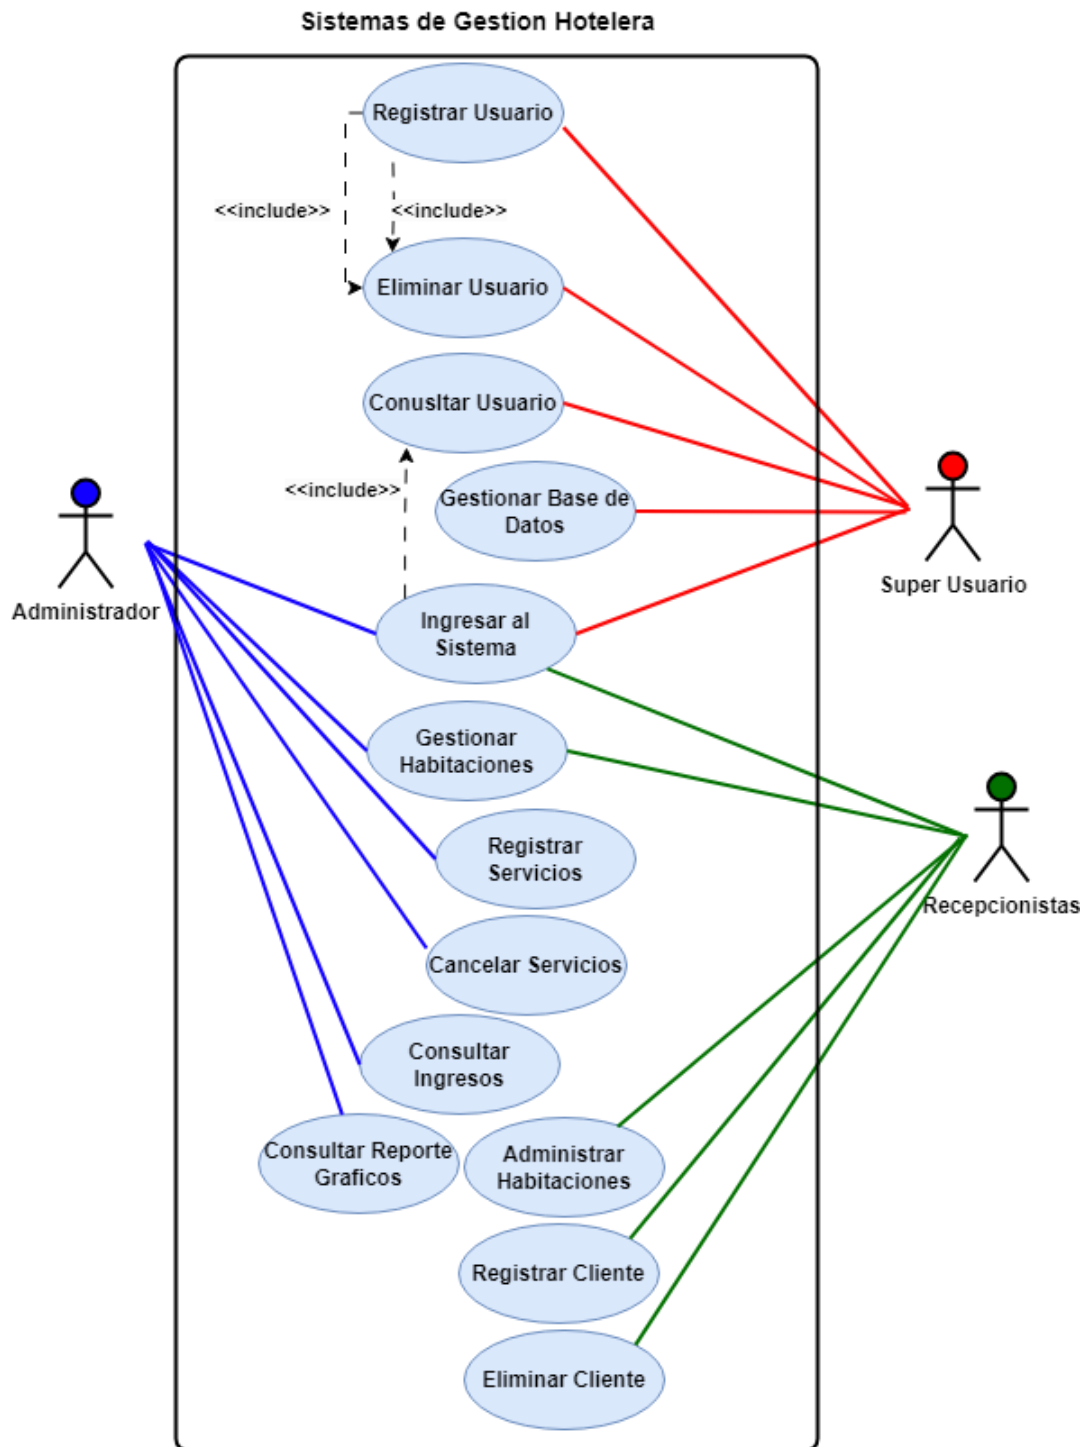 Sistemas de Gestion Hotelera
Registrar Usuario
<<include>>
<<include>>
Eliminar Usuario
Conusltar Usuario
<<include>>
Gestionar Base de
Datos
Administrador
Super Usuario
Ingresar al
Sistema
Gestionar
Habitaciones
Registrar
Servicios
Recepcionistas
Cancelar Servicios
Consultar
Ingresos
Consultar Reporte
Graficos
Administrar
Habitaciones
Registrar Cliente
Eliminar Cliente